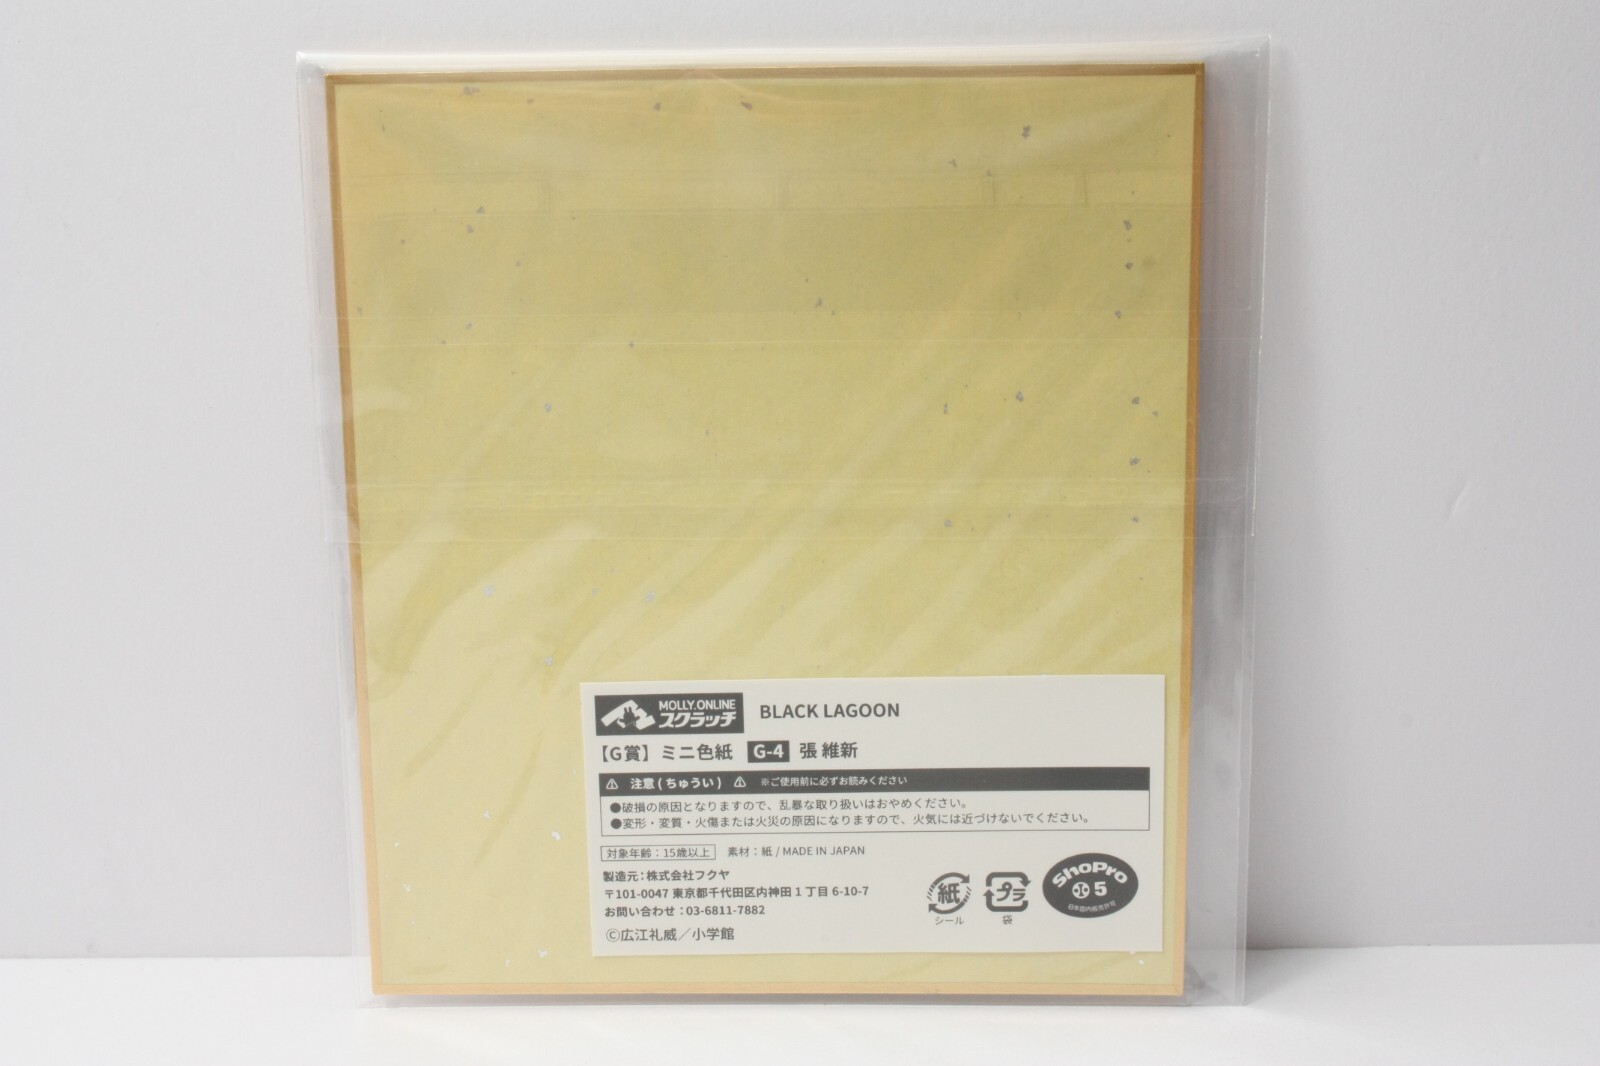 MOLLY.ONLINE
スクラッチ
BLACK LAGOON
【G賞】ミニ色紙 G-4 張 維新
注意(ちゅうい) ※ご使用前に必ずお読みください
●破損の原因となりますので、乱暴な取り扱いはおやめください。
●変形・変質・火傷または火災の原因になりますので、火気には近づけないでください。
対象年齢：15歳以上 素材：紙 / MADE IN JAPAN
製造元：株式会社フクヤ
〒101-0047 東京都千代田区内神田1丁目6-10-7
お問い合わせ：03-6811-7882
©広江礼威／小学館
紙
シール
プラ
袋
ShoPro
5
日本国内販売許可